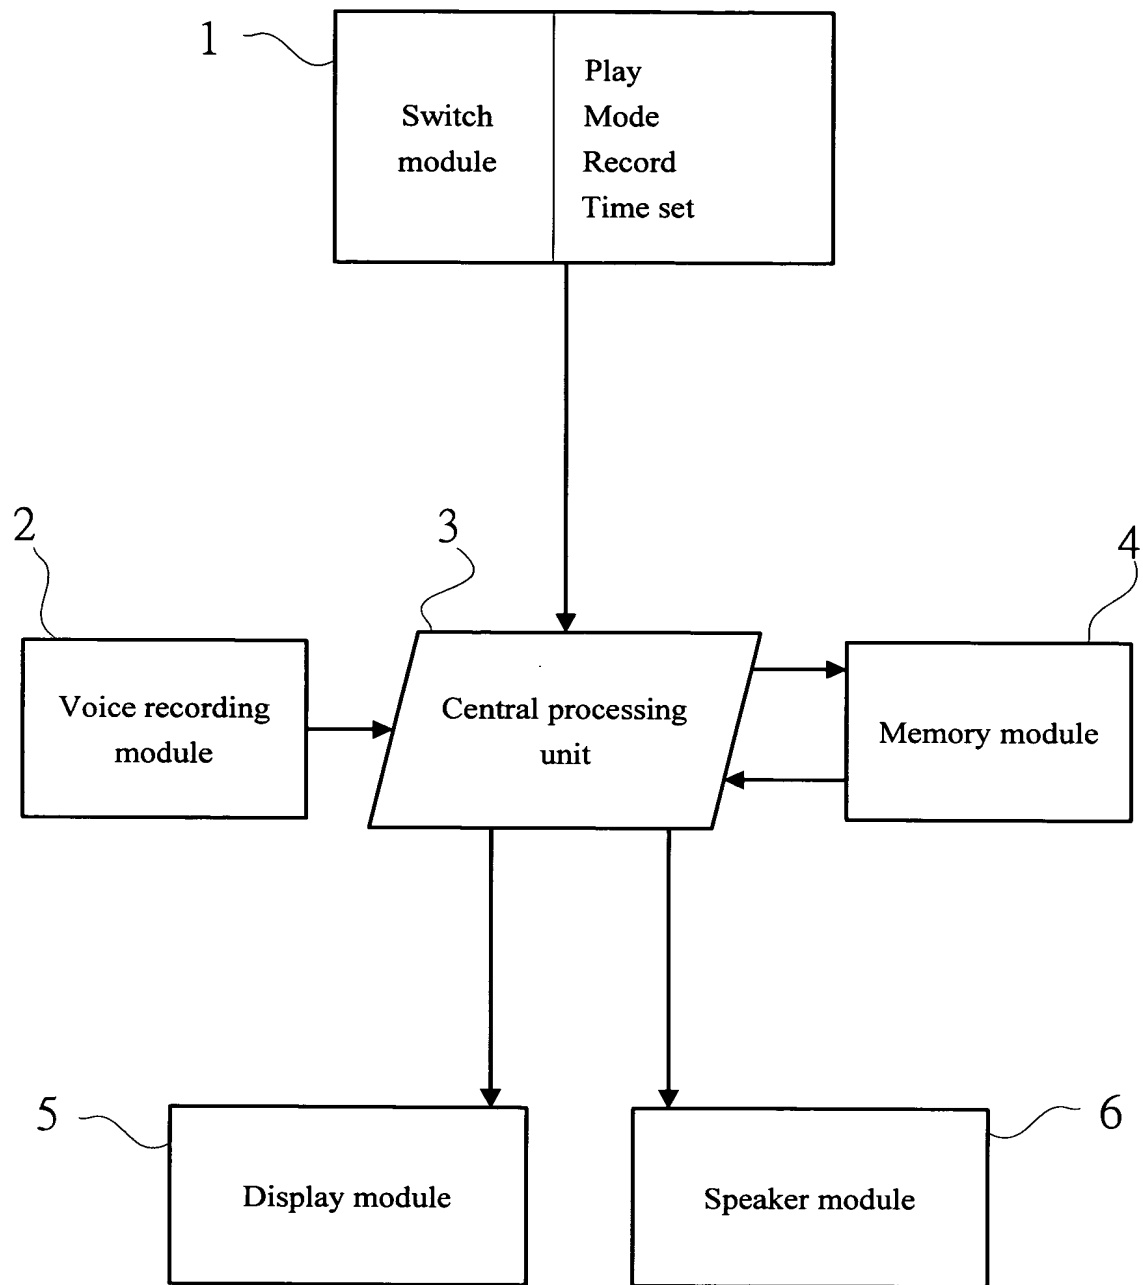 1
Switch
module
Play
Mode
Record
Time set
2
3
4
Voice recording
module
Central processing
unit
Memory module
5
6
Display module
Speaker module